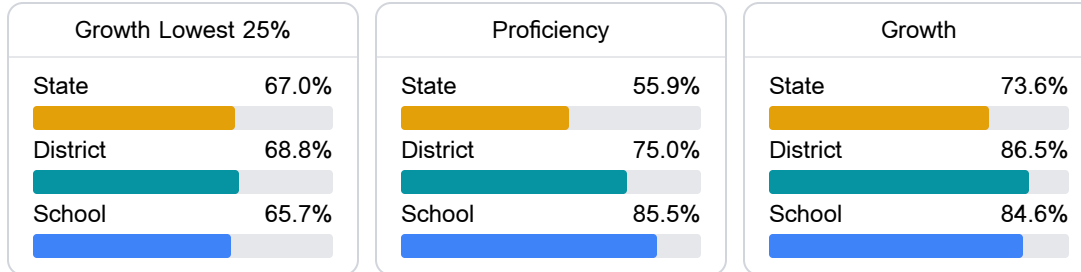 Growth Lowest 25%
State 67.0%
District 68.8%
School 65.7%
Proficiency
State 55.9%
District 75.0%
School 85.5%
Growth
State 73.6%
District 86.5%
School 84.6%